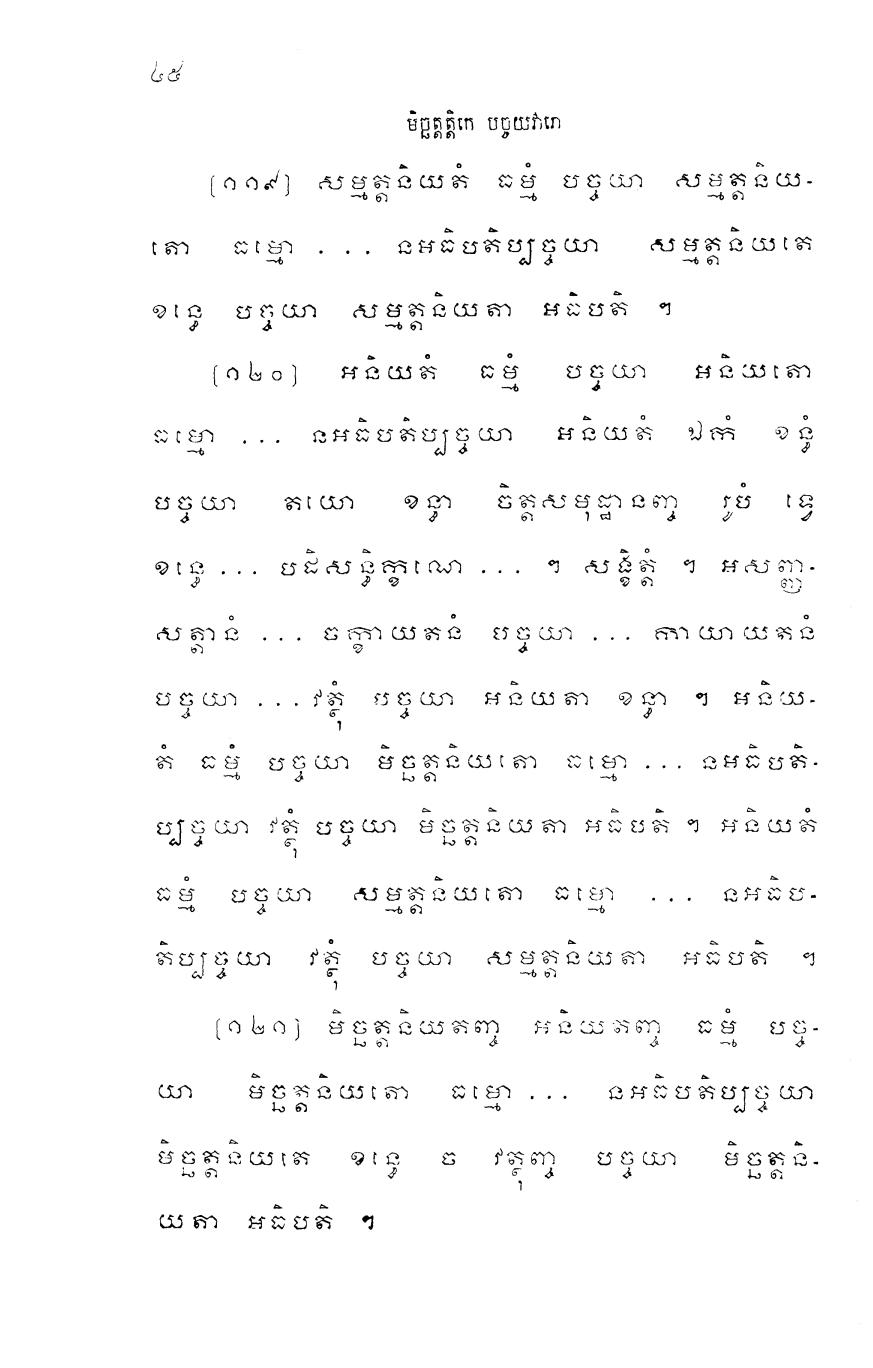 ៤៥
មិច្ឆត្តត្តិកេ បច្ចយវារោ
[១១៩] សម្មត្តនិយតំ ធម្មំ បច្ចយា សម្មត្តនិយ-
តោ ធម្មោ ... នអធិបតិប្បច្ចយា សម្មត្តនិយតេ
ខន្ធេ បច្ចយា សម្មត្តនិយតា អធិបតិ ។
[១២០] អនិយតំ ធម្មំ បច្ចយា អនិយតោ
ធម្មោ ... នអធិបតិប្បច្ចយា អនិយតំ ឯកំ ខន្ធំ
បច្ចយា តយោ ខន្ធា ចិត្តសមុដ្ឋានញ្ច រូបំ ទ្វេ
ខន្ធេ ... បដិសន្ធិក្ខណេ ... ។ សង្ខិត្តំ ។ អសញ្ញ-
សត្តានំ ... ចក្ខាយតនំ បច្ចយា ... កាយាយតនំ
បច្ចយា ... វត្ថុំ បច្ចយា អនិយតា ខន្ធា ។ អនិយ-
តំ ធម្មំ បច្ចយា មិច្ឆត្តនិយតោ ធម្មោ ... នអធិបតិ-
ប្បច្ចយា វត្ថុំ បច្ចយា មិច្ឆត្តនិយតា អធិបតិ ។ អនិយតំ
ធម្មំ បច្ចយា សម្មត្តនិយតោ ធម្មោ ... នអធិប-
តិប្បច្ចយា វត្ថុំ បច្ចយា សម្មត្តនិយតា អធិបតិ ។
[១២១] មិច្ឆត្តនិយតញ្ច អនិយតញ្ច ធម្មំ បច្ច-
យា មិច្ឆត្តនិយតោ ធម្មោ ... នអធិបតិប្បច្ចយា
មិច្ឆត្តនិយតេ ខន្ធេ ច វត្ថុញ្ច បច្ចយា មិច្ឆត្តនិ-
យតា អធិបតិ ។